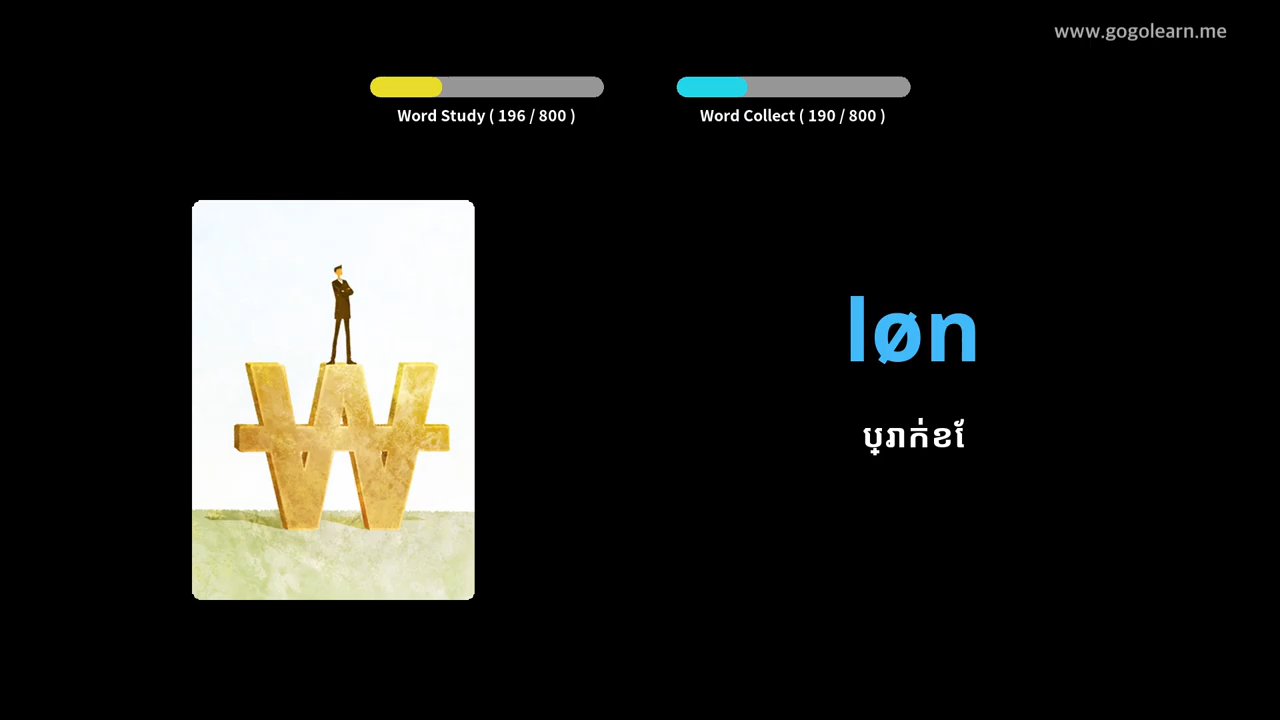 www.gogolearn.me
Word Study ( 196 / 800 )
Word Collect ( 190 / 800 )
løn
ប្រាក់ខែ